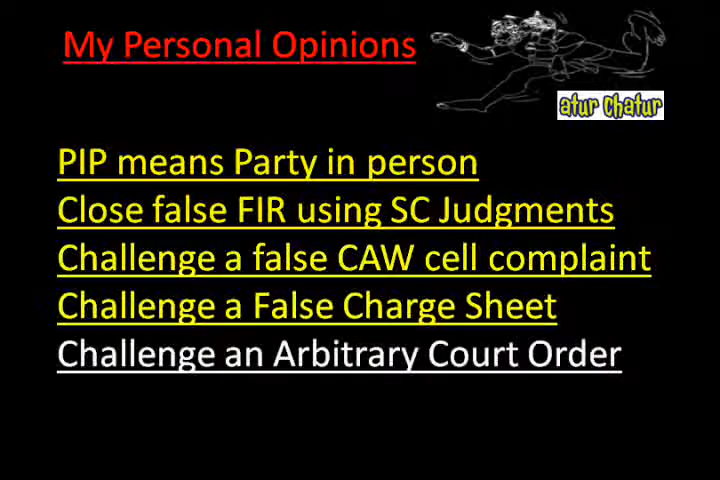 My Personal Opinions
atur chatur
PIP means Party in person
Close false FIR using SC Judgments
Challenge a false CAW cell complaint
Challenge a False Charge Sheet
Challenge an Arbitrary Court Order